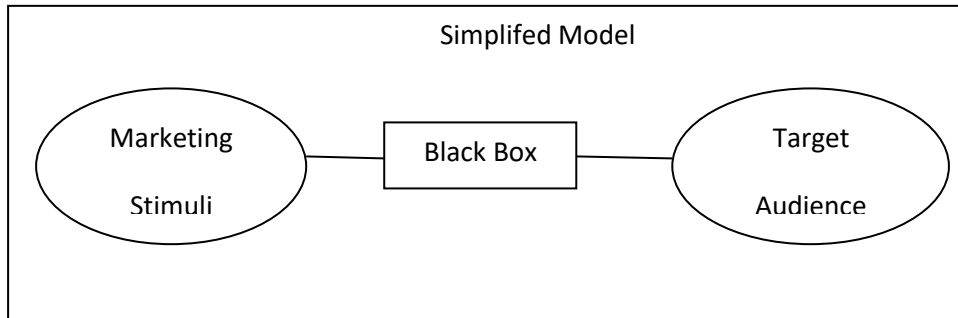 Simplifed Model
Marketing
Stimuli
Black Box
Target
Audience